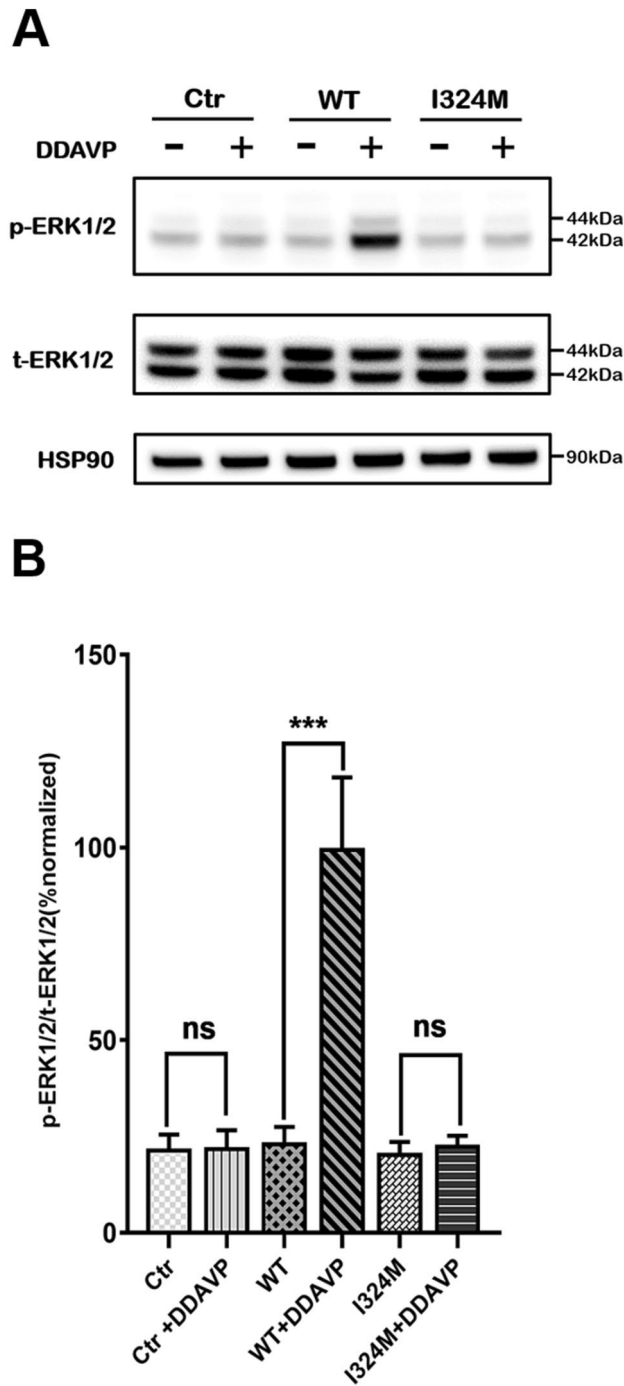 A
Ctr WT I324M
DDAVP - + - + - +
p-ERK1/2 44kDa
42kDa
t-ERK1/2 44kDa
42kDa
HSP90 90kDa
B
150
100
50
0
p-ERK1/2/t-ERK1/2(%normalized)
ns
***
ns
Ctr
Ctr +DDAVP
WT
WT+DDAVP
I324M
I324M+DDAVP